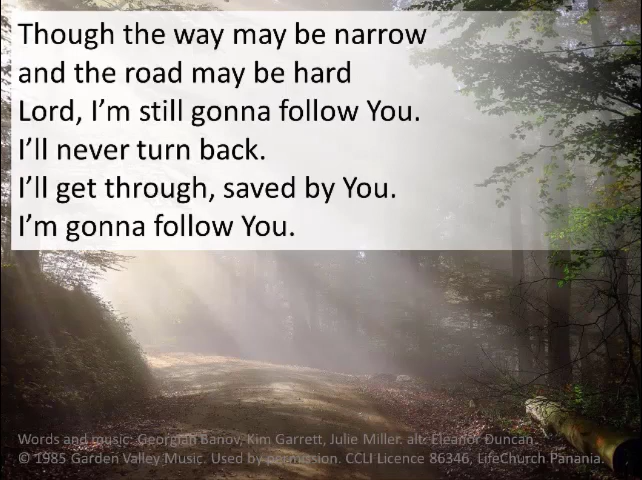 Though the way may be narrow
and the road may be hard
Lord, I'm still gonna follow You.
I'll never turn back.
I'll get through, saved by You.
I'm gonna follow You.
Words and music: Georgian Banov, Kim Garrett, Julie Miller. alt. Eleanor Duncan.
© 1985 Garden Valley Music. Used by permission. CCLI Licence 86346, LifeChurch Panania.